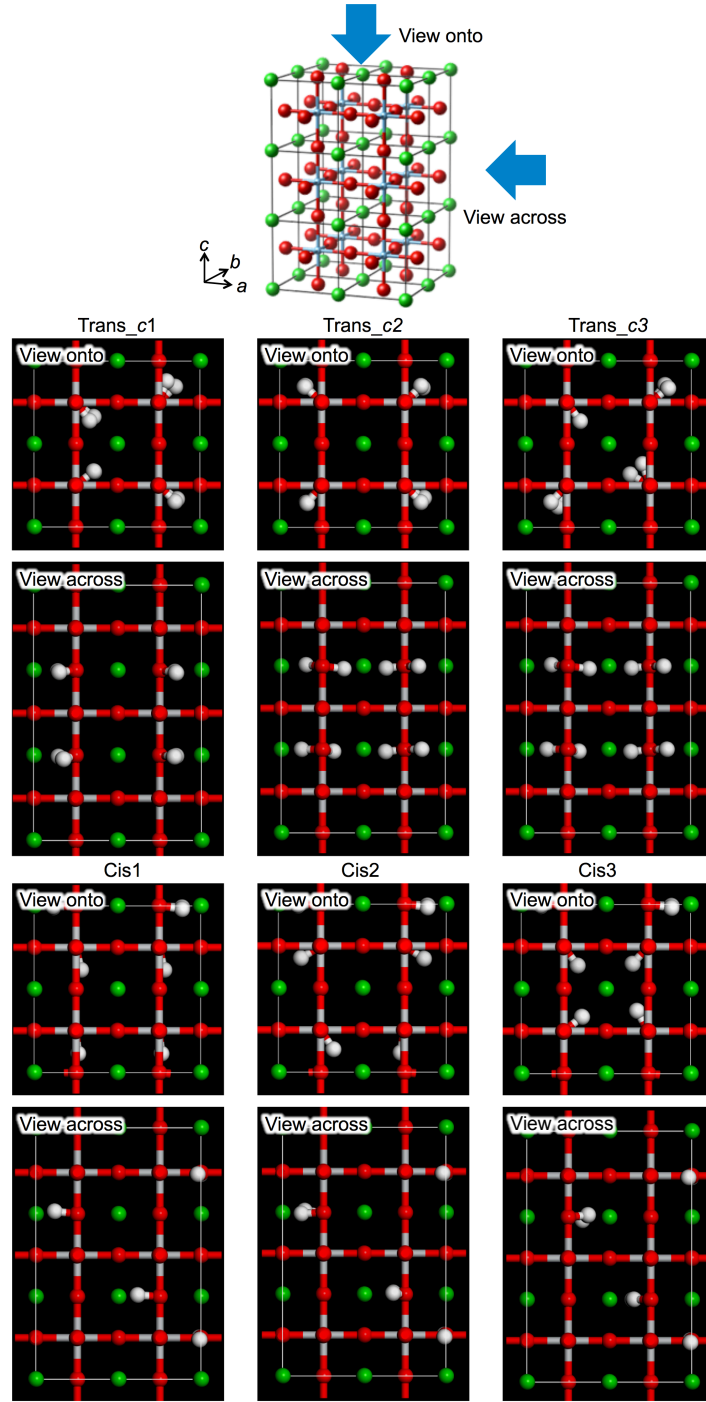 View onto
View across
c
b
a
Trans_c1
Trans_c2
Trans_c3
View onto
View onto
View onto
View across
View across
View across
Cis1
Cis2
Cis3
View onto
View onto
View onto
View across
View across
View across